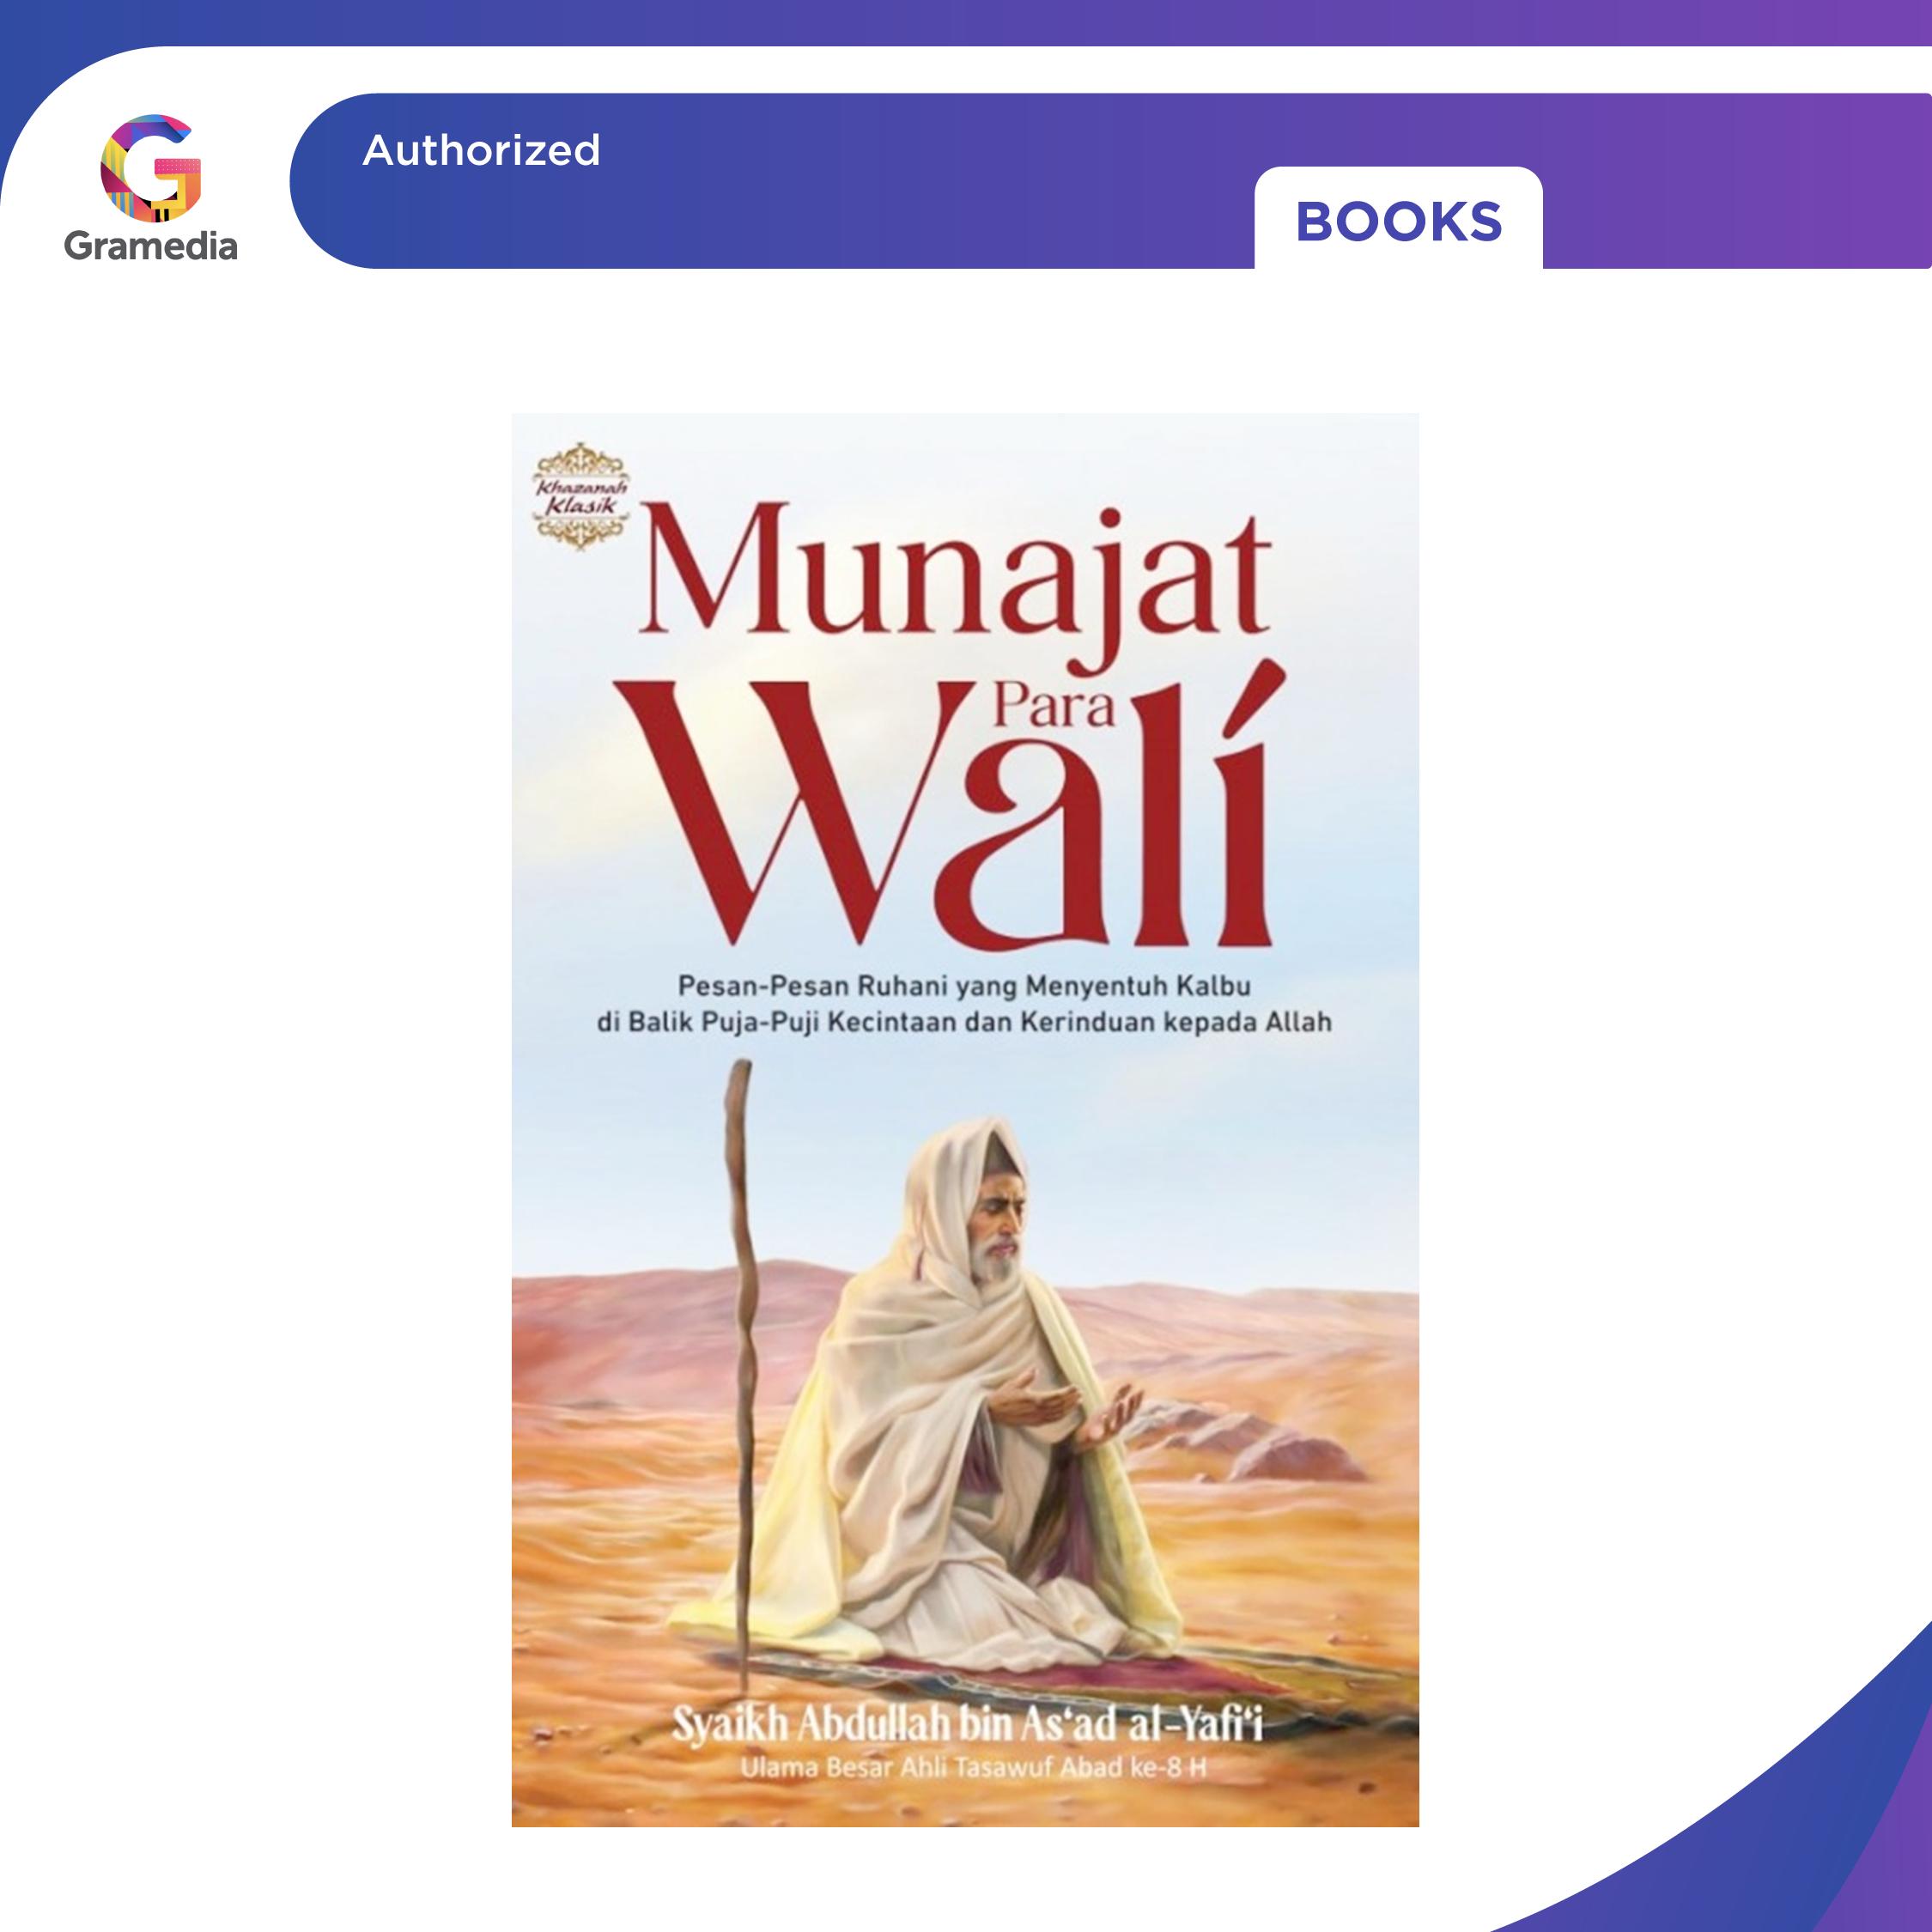 Gramedia
Authorized
BOOKS
Khazanah
Klasik
Munajat
Para
Walí
Pesan-Pesan Ruhani yang Menyentuh Kalbu
di Balik Puja-Puji Kecintaan dan Kerinduan kepada Allah
Syaikh Abdullah bin As‘ad al-Yafi‘i
Ulama Besar Ahli Tasawuf Abad ke-8 H